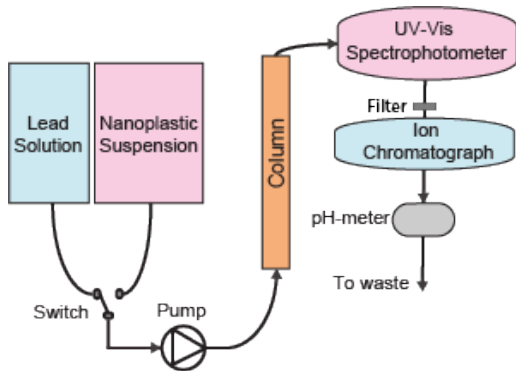 Lead
Solution
Nanoplastic
Suspension
Switch
Pump
Column
UV-Vis
Spectrophotometer
Filter
Ion
Chromatograph
pH-meter
To waste